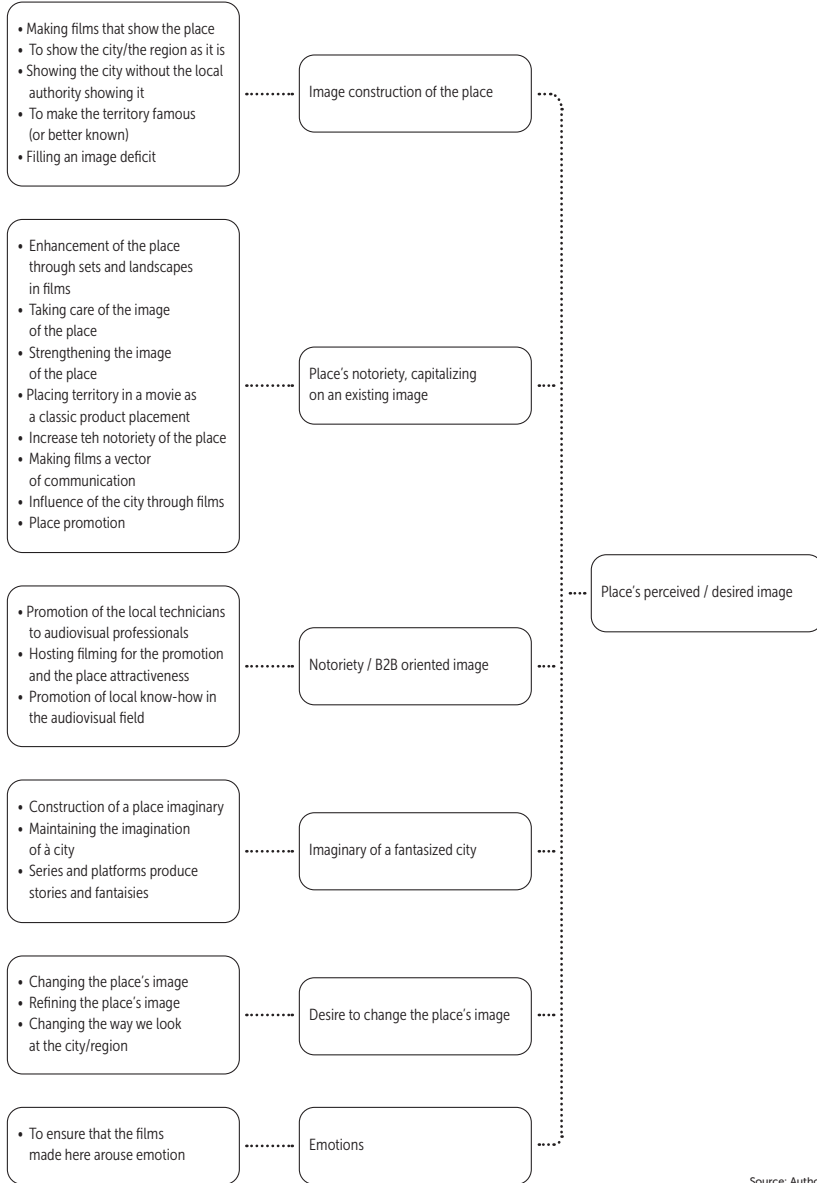 • Making films that show the place
• To show the city/the region as it is
• Showing the city without the local
authority showing it
• To make the territory famous
(or better known)
• Filling an image deficit
Image construction of the place
• Enhancement of the place
through sets and landscapes
in films
• Taking care of the image
of the place
• Strengthening the image
of the place
• Placing territory in a movie as
a classic product placement
• Increase teh notoriety of the place
• Making films a vector
of communication
• Influence of the city through films
• Place promotion
Place's notoriety, capitalizing
on an existing image
• Promotion of the local technicians
to audiovisual professionals
• Hosting filming for the promotion
and the place attractiveness
• Promotion of local know-how in
the audiovisual field
Notoriety / B2B oriented image
• Construction of a place imaginary
• Maintaining the imagination
of à city
• Series and platforms produce
stories and fantaisies
Imaginary of a fantasized city
• Changing the place's image
• Refining the place's image
• Changing the way we look
at the city/region
Desire to change the place's image
• To ensure that the films
made here arouse emotion
Emotions
Place's perceived / desired image
Source: